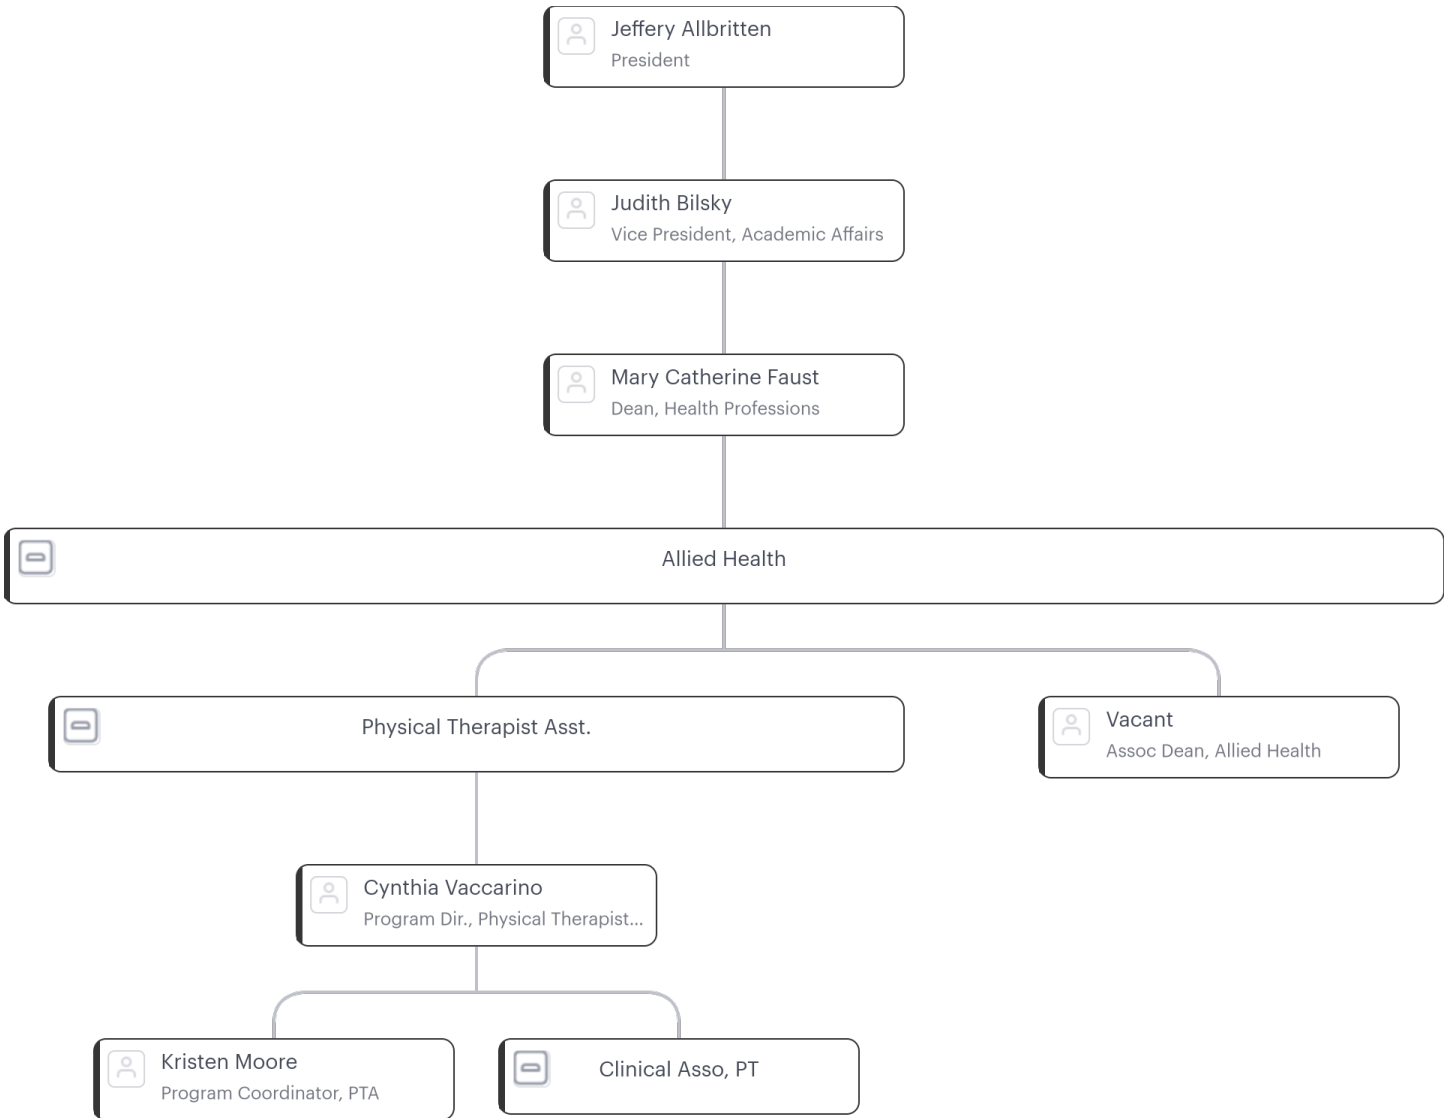 Jeffery Allbritten
President
Judith Bilsky
Vice President, Academic Affairs
Mary Catherine Faust
Dean, Health Professions
Allied Health
Physical Therapist Asst.
Vacant
Assoc Dean, Allied Health
Cynthia Vaccarino
Program Dir., Physical Therapist...
Kristen Moore
Program Coordinator, PTA
Clinical Asso, PT